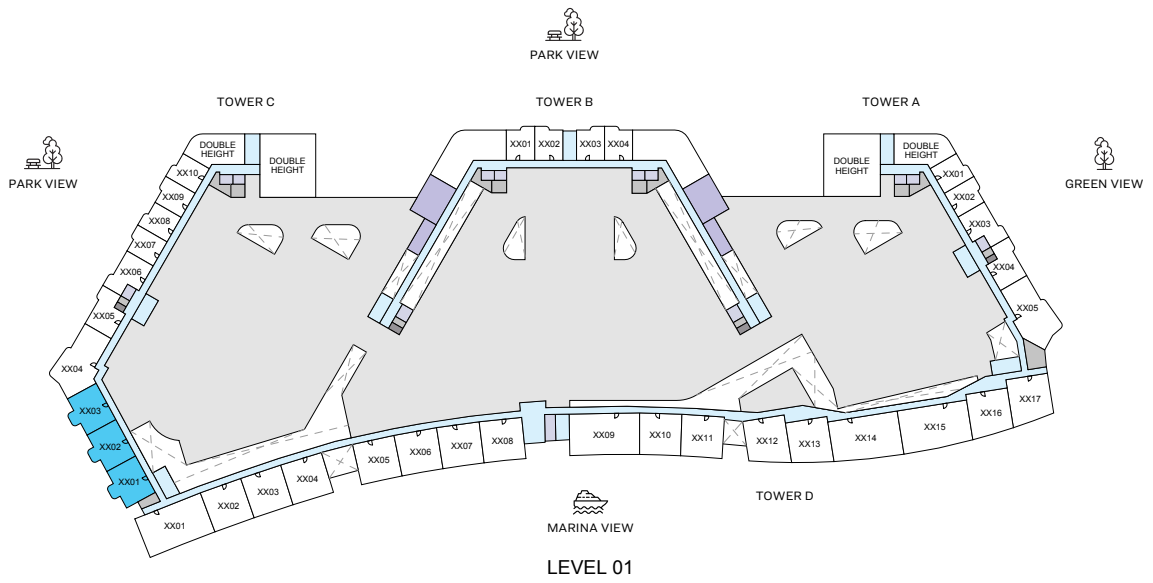 PARK VIEW
TOWER C
TOWER B
TOWER A
PARK VIEW
GREEN VIEW
DOUBLE
HEIGHT
DOUBLE
HEIGHT
XX10
XX09
XX08
XX07
XX06
XX05
XX04
XX03
XX02
XX01
XX01
XX02
XX03
XX04
DOUBLE
HEIGHT
DOUBLE
HEIGHT
XX01
XX02
XX03
XX04
XX05
XX01
XX02
XX03
XX04
XX05
XX06
XX07
XX08
XX09
XX10
XX11
XX12
XX13
XX14
XX15
XX16
XX17
TOWER D
MARINA VIEW
LEVEL 01